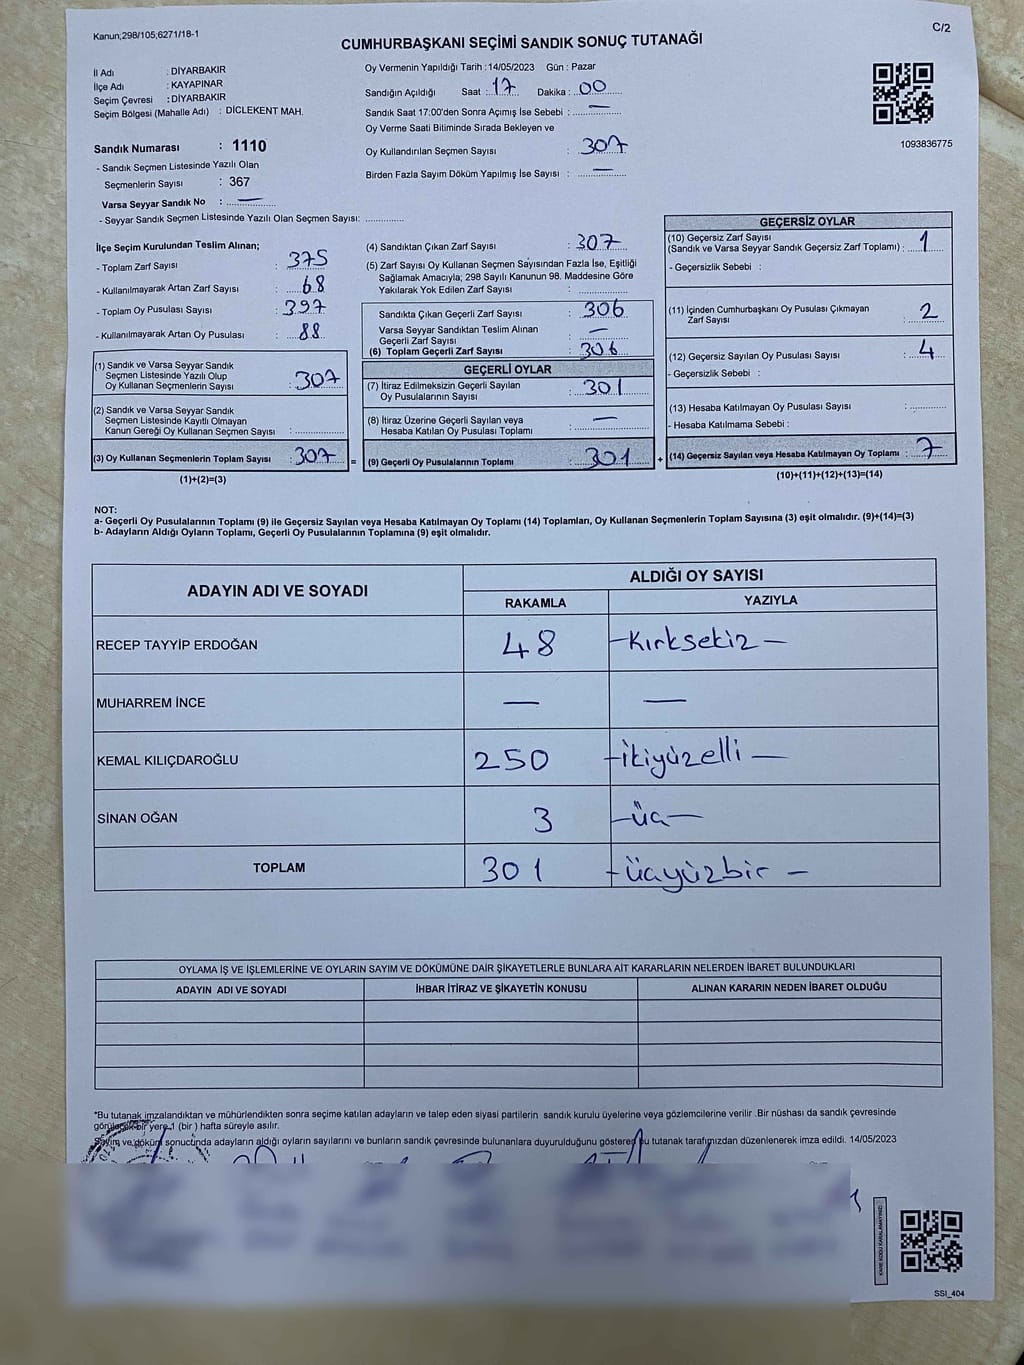 Kanun;298/105;6271/18-1
C/2
CUMHURBAŞKANI SEÇİMİ SANDIK SONUÇ TUTANAĞI
İl Adı : DİYARBAKIR
İlçe Adı : KAYAPINAR
Seçim Çevresi : DİYARBAKIR
Seçim Bölgesi (Mahalle Adı) : DİCLEKENT MAH.
Sandık Numarası : 1110
- Sandık Seçmen Listesinde Yazılı Olan
Seçmenlerin Sayısı : 367
Varsa Seyyar Sandık No : —
- Seyyar Sandık Seçmen Listesinde Yazılı Olan Seçmen Sayısı: ..............
Oy Vermenin Yapıldığı Tarih :14/05/2023 Gün : Pazar
Sandığın Açıldığı Saat : 17 Dakika : 00
Sandık Saat 17:00'den Sonra Açımış İse Sebebi : —
Oy Verme Saati Bitiminde Sırada Bekleyen ve
Oy Kullandırılan Seçmen Sayısı : 307
Birden Fazla Sayım Döküm Yapılmış İse Sayısı : —
1093836775
İlçe Seçim Kurulundan Teslim Alınan;
- Toplam Zarf Sayısı : 375
- Kullanılmayarak Artan Zarf Sayısı : 68
- Toplam Oy Pusulası Sayısı : 397
- Kullanılmayarak Artan Oy Pusulası : 88
(1) Sandık ve Varsa Seyyar Sandık
Seçmen Listesinde Yazılı Olup
Oy Kullanan Seçmenlerin Sayısı : 307
(2) Sandık ve Varsa Seyyar Sandık
Seçmen Listesinde Kayıtlı Olmayan
Kanun Gereği Oy Kullanan Seçmen Sayısı : ..............
(3) Oy Kullanan Seçmenlerin Toplam Sayısı : 307
(1)+(2)=(3)
=
(4) Sandıktan Çıkan Zarf Sayısı : 307
(5) Zarf Sayısı Oy Kullanan Seçmen Sayısından Fazla İse, Eşitliği
Sağlamak Amacıyla; 298 Sayılı Kanunun 98. Maddesine Göre
Yakılarak Yok Edilen Zarf Sayısı : ..............
Sandıkta Çıkan Geçerli Zarf Sayısı : 306
Varsa Seyyar Sandıktan Teslim Alınan
Geçerli Zarf Sayısı : —
(6) Toplam Geçerli Zarf Sayısı : 306
GEÇERLİ OYLAR
(7) İtiraz Edilmeksizin Geçerli Sayılan
Oy Pusulalarının Sayısı : 301
(8) İtiraz Üzerine Geçerli Sayılan veya
Hesaba Katılan Oy Pusulası Toplamı : —
(9) Geçerli Oy Pusulalarının Toplamı : 301
+
GEÇERSİZ OYLAR
(10) Geçersiz Zarf Sayısı
(Sandık ve Varsa Seyyar Sandık Geçersiz Zarf Toplamı) : 1
- Geçersizlik Sebebi :
(11) İçinden Cumhurbaşkanı Oy Pusulası Çıkmayan
Zarf Sayısı : 2
(12) Geçersiz Sayılan Oy Pusulası Sayısı : 4
- Geçersizlik Sebebi :
(13) Hesaba Katılmayan Oy Pusulası Sayısı : ..............
- Hesaba Katılmama Sebebi :
(14) Geçersiz Sayılan veya Hesaba Katılmayan Oy Toplamı : 7
(10)+(11)+(12)+(13)=(14)
NOT:
a- Geçerli Oy Pusulalarının Toplamı (9) ile Geçersiz Sayılan veya Hesaba Katılmayan Oy Toplamı (14) Toplamları, Oy Kullanan Seçmenlerin Toplam Sayısına (3) eşit olmalıdır. (9)+(14)=(3)
b- Adayların Aldığı Oyların Toplamı, Geçerli Oy Pusulalarının Toplamına (9) eşit olmalıdır.
ADAYIN ADI VE SOYADI
ALDIĞI OY SAYISI
RAKAMLA YAZIYLA
RECEP TAYYİP ERDOĞAN 48 -Kırksekiz-
MUHARREM İNCE — —
KEMAL KILIÇDAROĞLU 250 -ikiyüzelli-
SİNAN OĞAN 3 -üç-
TOPLAM 301 -üçyüzbir-
OYLAMA İŞ VE İŞLEMLERİNE VE OYLARIN SAYIM VE DÖKÜMÜNE DAİR ŞİKAYETLERLE BUNLARA AİT KARARLARIN NELERDEN İBARET BULUNDUKLARI
ADAYIN ADI VE SOYADI İHBAR İTİRAZ VE ŞİKAYETİN KONUSU ALINAN KARARIN NEDEN İBARET OLDUĞU
*Bu tutanak imzalandıktan ve mühürlendikten sonra seçime katılan adayların ve talep eden siyasi partilerin sandık kurulu üyelerine veya gözlemcilerine verilir .Bir nüshası da sandık çevresinde
görülecek bir yere 1 (bir ) hafta süreyle asılır.
Sayım ve döküm sonucunda adayların aldığı oyların sayılarını ve bunların sandık çevresinde bulunanlara duyurulduğunu gösteren bu tutanak tarafımızdan düzenlenerek imza edildi. 14/05/2023
KARE KODU KARALAMAYINIZ!
SSI_404